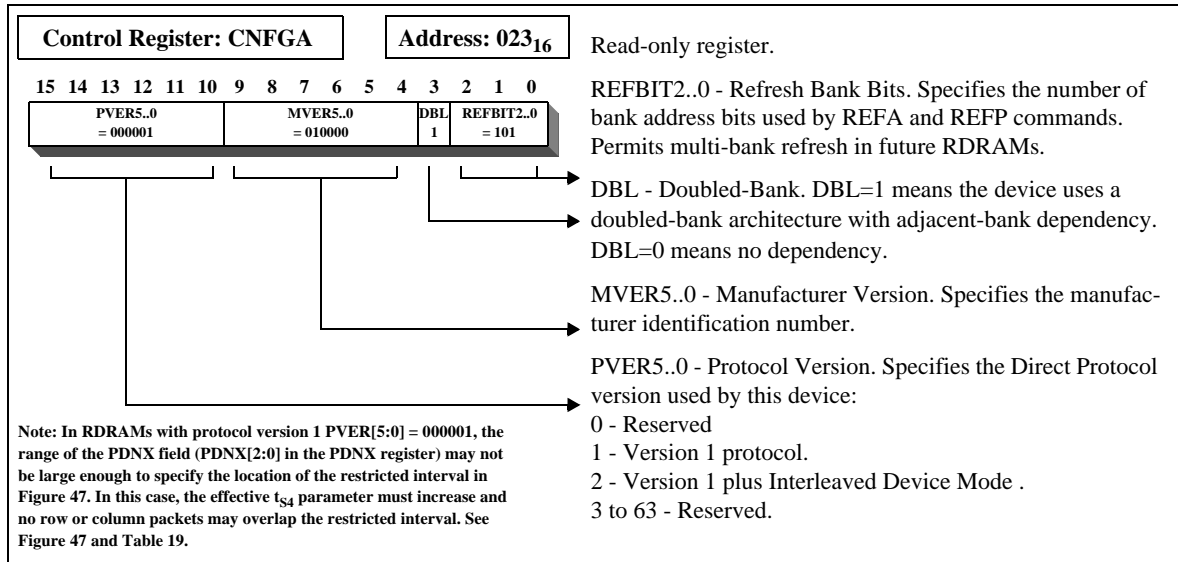 Control Register: CNFGA
Address: 023₁₆
15 14 13 12 11 10 9 8 7 6 5 4 3 2 1 0
PVER5..0 MVER5..0 DBL REFBIT2..0
= 000001 = 010000 1 = 101
Note: In RDRAMs with protocol version 1 PVER[5:0] = 000001, the
range of the PDNX field (PDNX[2:0] in the PDNX register) may not
be large enough to specify the location of the restricted interval in
Figure 47. In this case, the effective tS4 parameter must increase and
no row or column packets may overlap the restricted interval. See
Figure 47 and Table 19.
Read-only register.
REFBIT2..0 - Refresh Bank Bits. Specifies the number of
bank address bits used by REFA and REFP commands.
Permits multi-bank refresh in future RDRAMs.
DBL - Doubled-Bank. DBL=1 means the device uses a
doubled-bank architecture with adjacent-bank dependency.
DBL=0 means no dependency.
MVER5..0 - Manufacturer Version. Specifies the manufac-
turer identification number.
PVER5..0 - Protocol Version. Specifies the Direct Protocol
version used by this device:
0 - Reserved
1 - Version 1 protocol.
2 - Version 1 plus Interleaved Device Mode .
3 to 63 - Reserved.